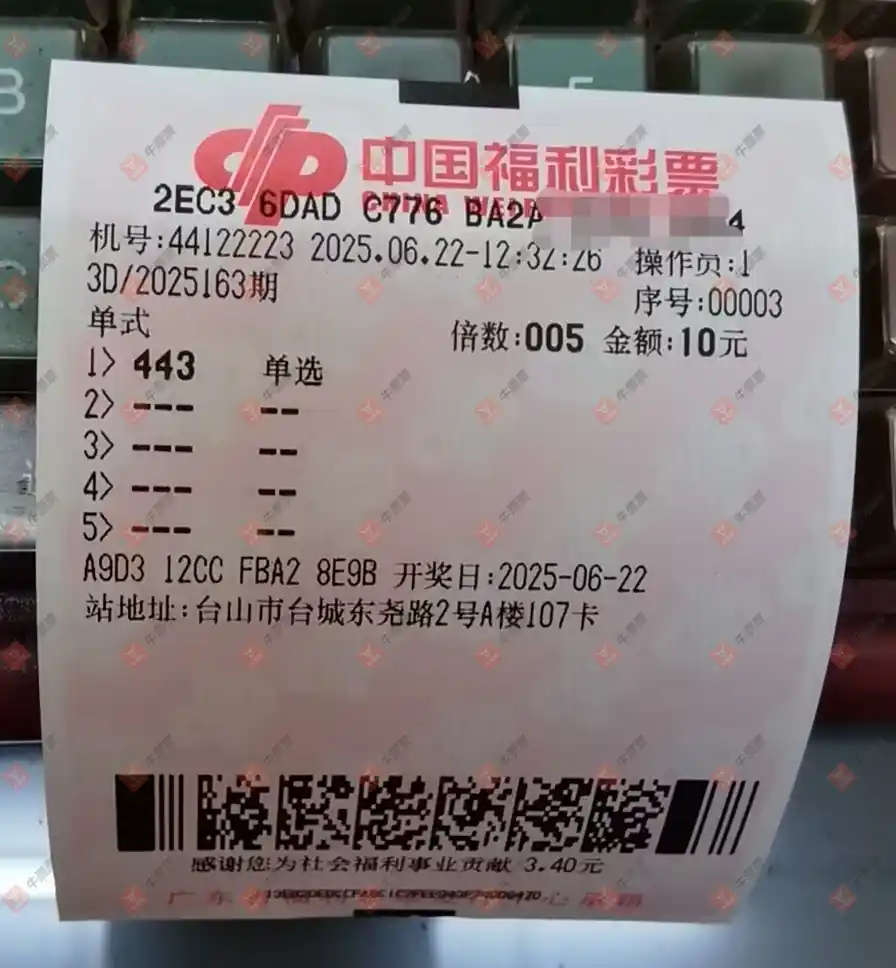 中国福利彩票
2EC3 6DAD C776 BA2A 4
机号:44122223 2025.06.22-12:32:26 操作员:1
3D/2025163期 序号:00003
单式 倍数:005 金额:10元
1> 443 单选
2> --- --
3> --- --
4> --- --
5> --- --
A9D3 12CC FBA2 8E9B 开奖日:2025-06-22
站地址:台山市台城东尧路2号A楼107卡
感谢您为社会福利事业贡献 3.40元